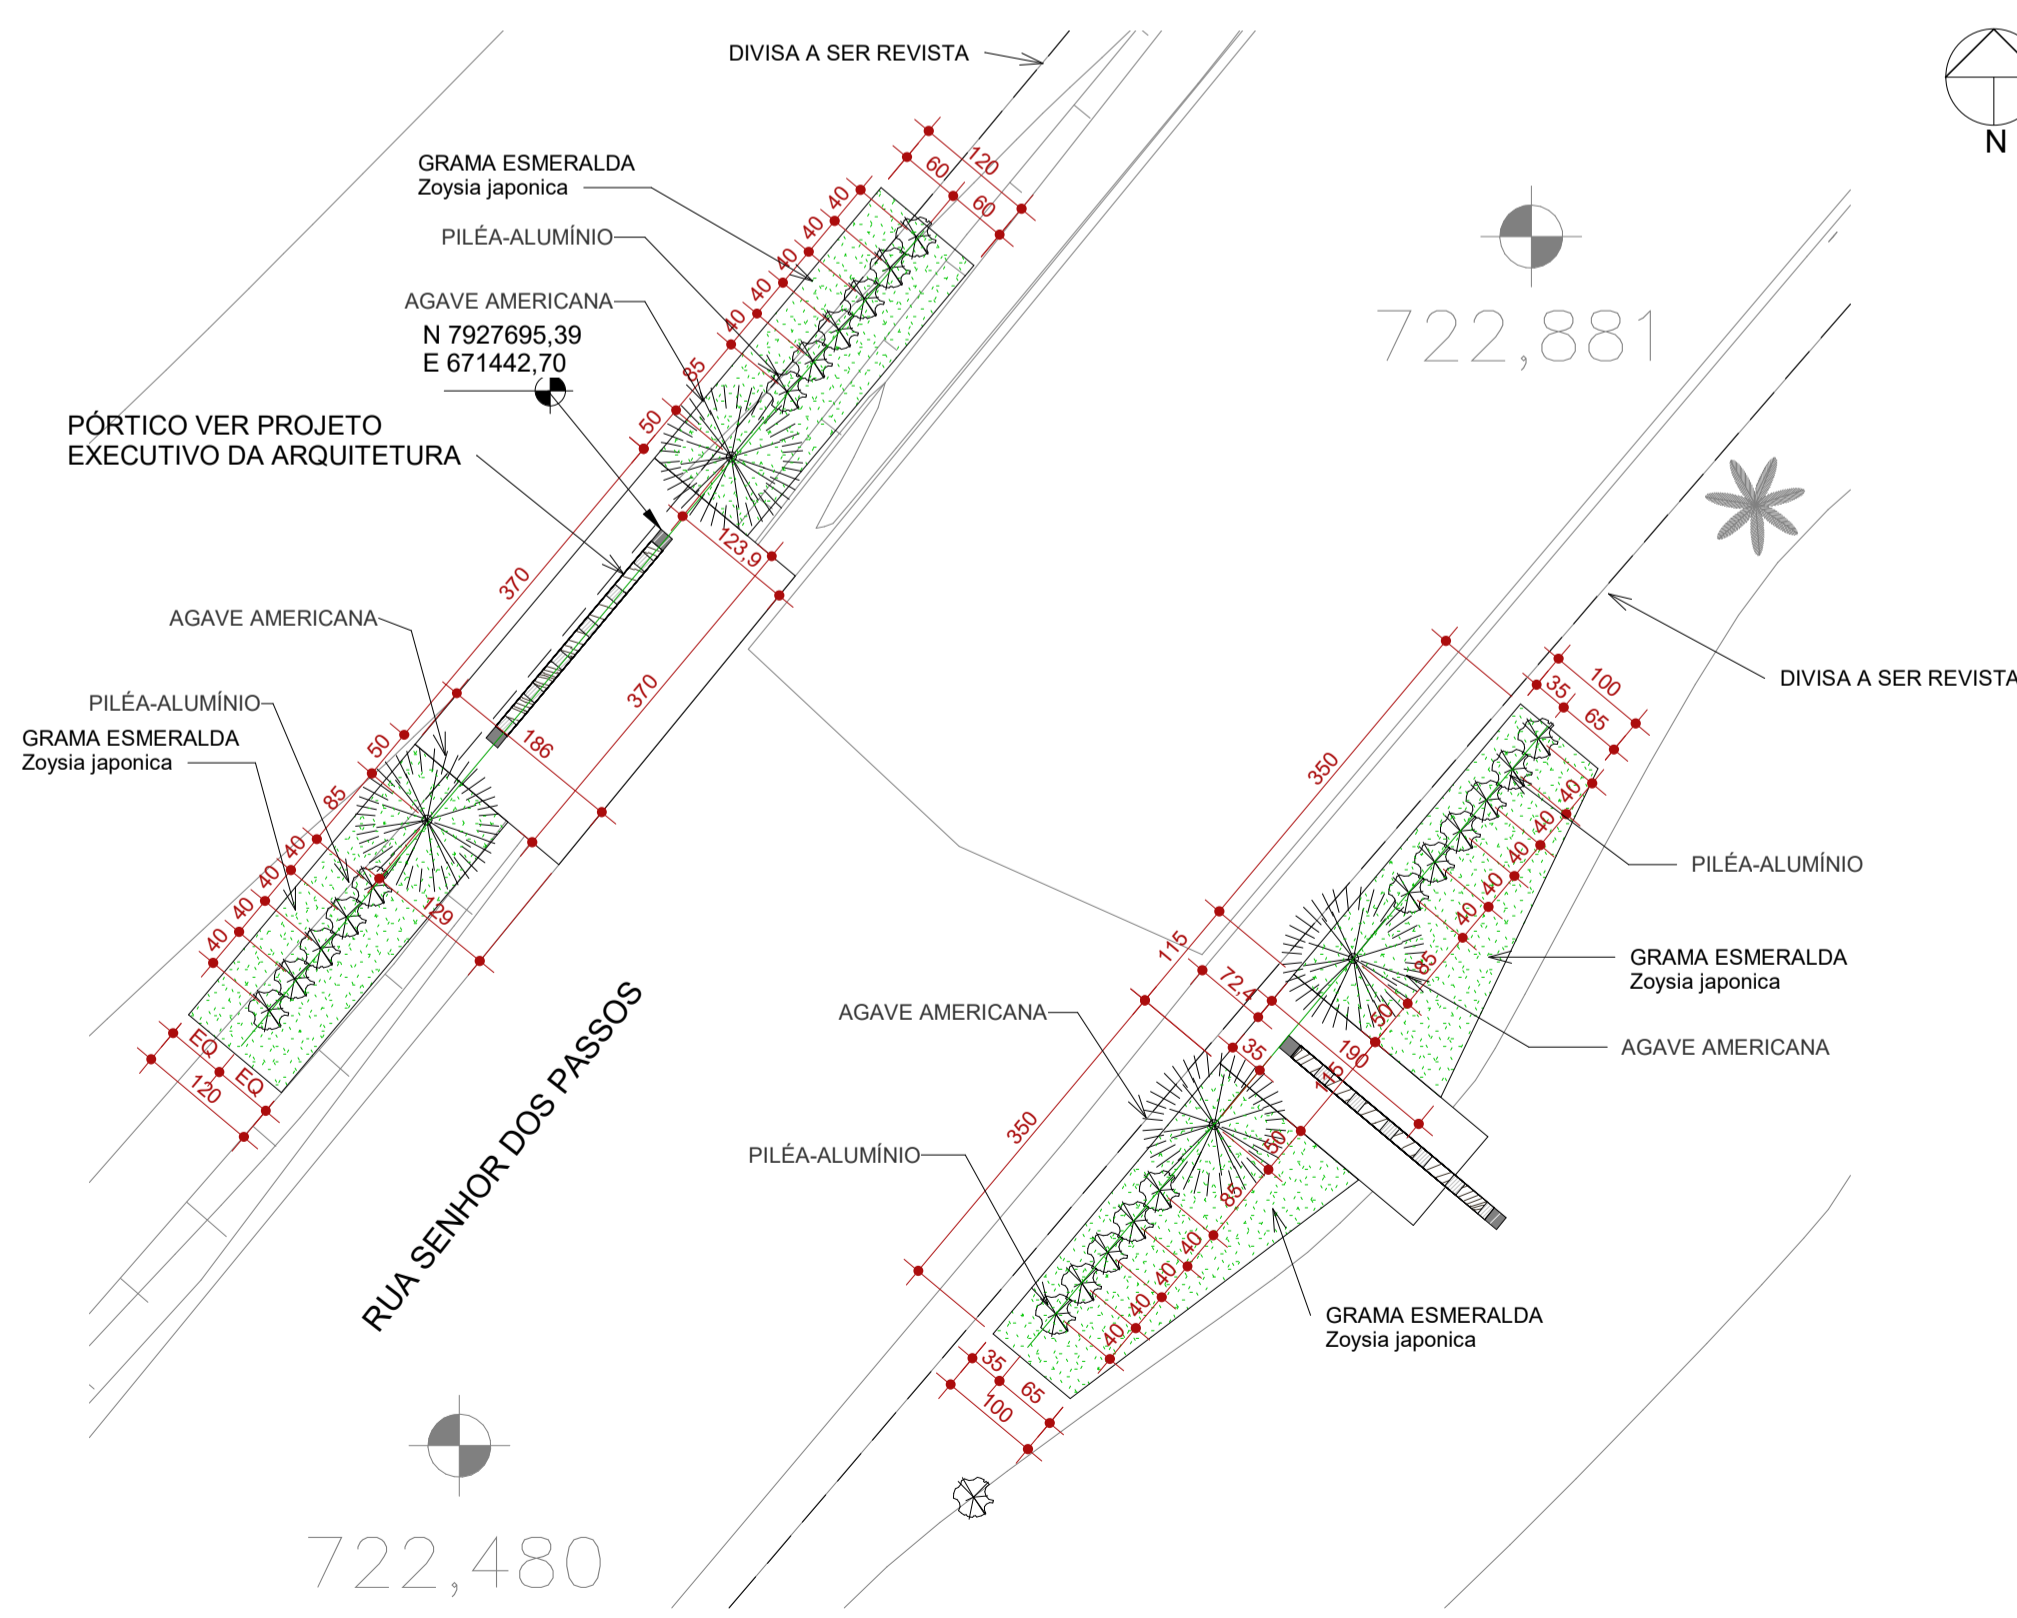 DIVISA A SER REVISTA
N
GRAMA ESMERALDA
Zoysia japonica
PILÉA-ALUMÍNIO
AGAVE AMERICANA
N 7927695,39
E 671442,70
PÓRTICO VER PROJETO
EXECUTIVO DA ARQUITETURA
120
60
60
40
40
40
40
40
85
50
370
123,9
370
186
722,881
AGAVE AMERICANA
PILÉA-ALUMÍNIO
GRAMA ESMERALDA
Zoysia japonica
50
85
40
40
40
40
129
EQ
EQ
120
RUA SENHOR DOS PASSOS
722,480
DIVISA A SER REVISTA
100
35
65
350
40
40
40
40
40
85
50
PILÉA-ALUMÍNIO
GRAMA ESMERALDA
Zoysia japonica
AGAVE AMERICANA
115
72,4
35
190
115
AGAVE AMERICANA
PILÉA-ALUMÍNIO
350
50
85
40
40
40
40
35
65
100
GRAMA ESMERALDA
Zoysia japonica